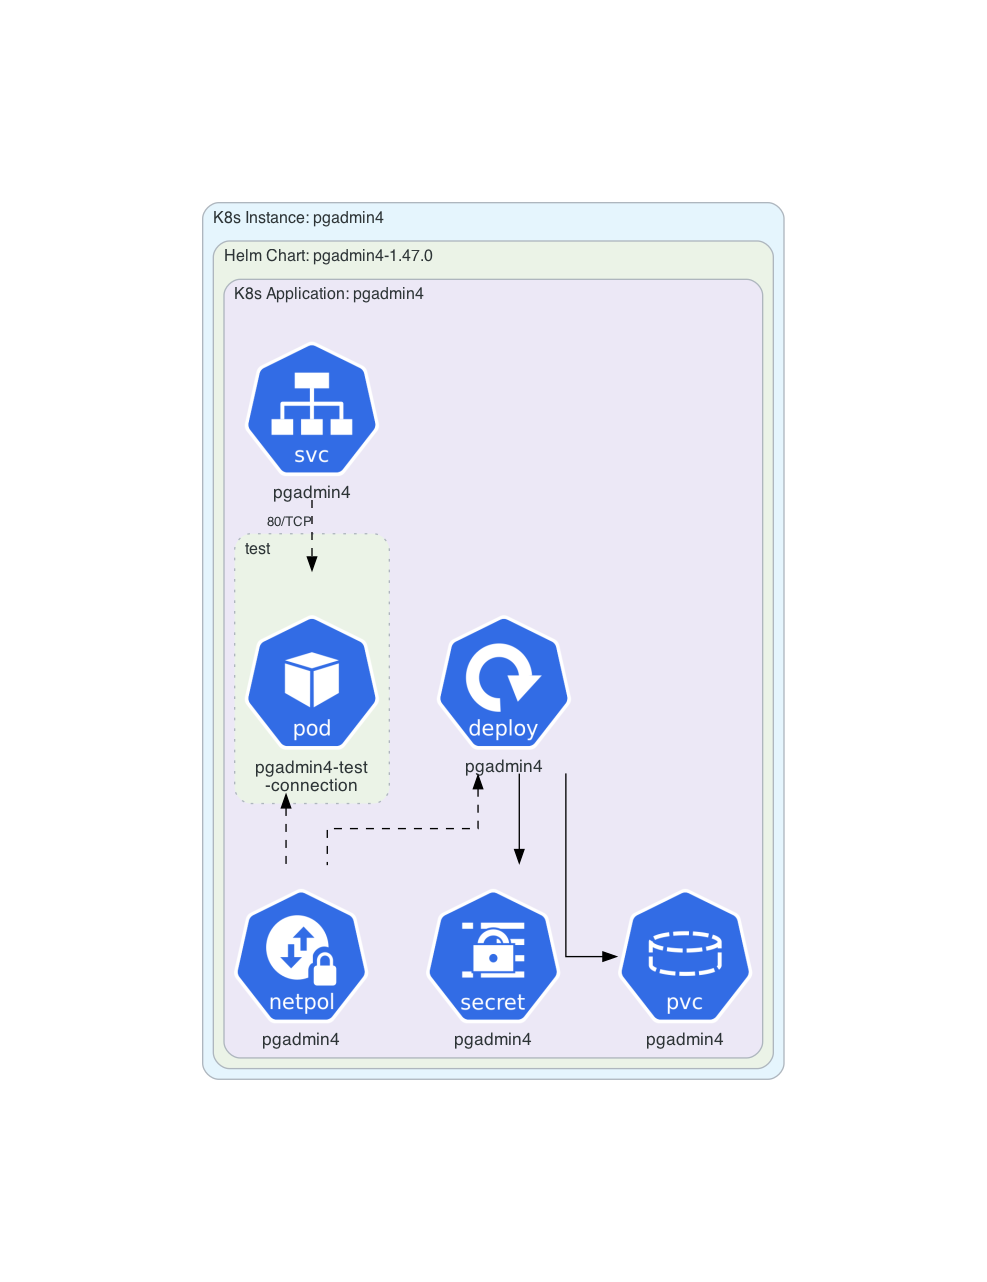 K8s Instance: pgadmin4
Helm Chart: pgadmin4-1.47.0
K8s Application: pgadmin4
svc
pgadmin4
80/TCP
test
pod
pgadmin4-test
-connection
deploy
pgadmin4
netpol
pgadmin4
secret
pgadmin4
pvc
pgadmin4